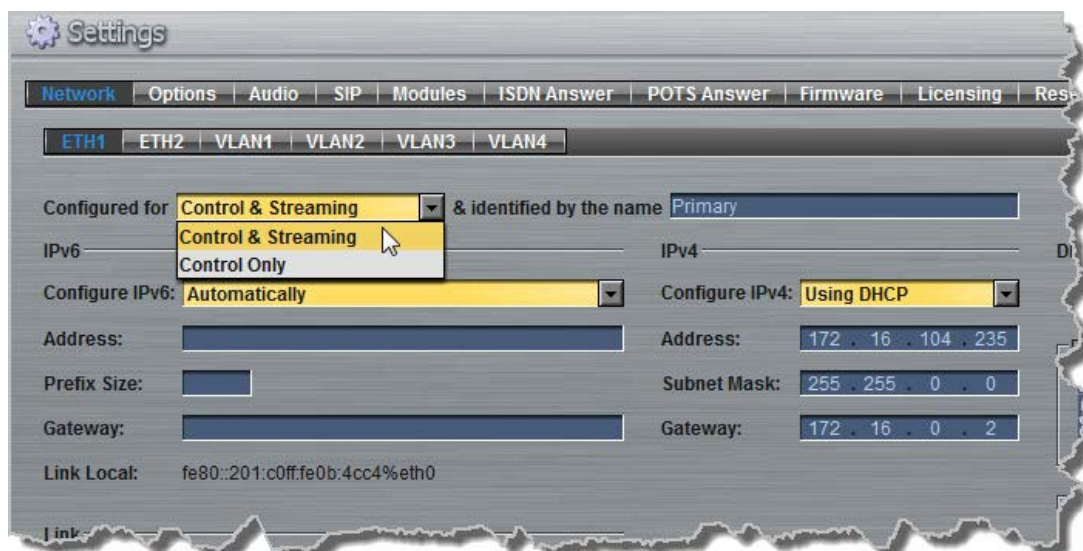 Settings
Network Options Audio SIP Modules ISDN Answer POTS Answer Firmware Licensing
ETH1 ETH2 VLAN1 VLAN2 VLAN3 VLAN4
Configured for Control & Streaming & identified by the name Primary
Control & Streaming
Control Only
IPv6 IPv4
Configure IPv6: Automatically Configure IPv4: Using DHCP
Address: Address: 172 . 16 . 104 . 235
Prefix Size: Subnet Mask: 255 . 255 . 0 . 0
Gateway: Gateway: 172 . 16 . 0 . 2
Link Local: fe80::201:c0ff:fe0b:4cc4%eth0
Link